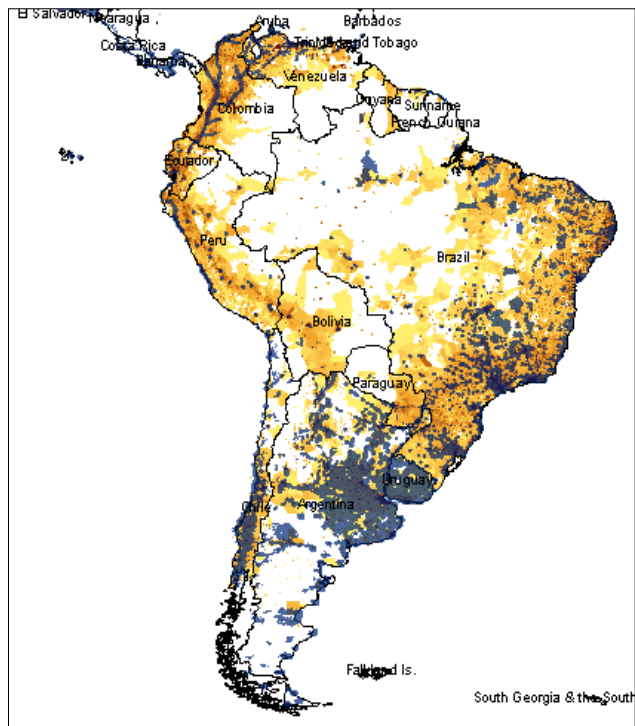 El Salvador
Nicaragua
Aruba
Barbados
Costa Rica
Trinidad and Tobago
Panama
Venezuela
Guyana
Suriname
Colombia
French Guiana
Ecuador
Peru
Brazil
Bolivia
Paraguay
Uruguay
Chile
Argentina
Falkland Is.
South Georgia & the South